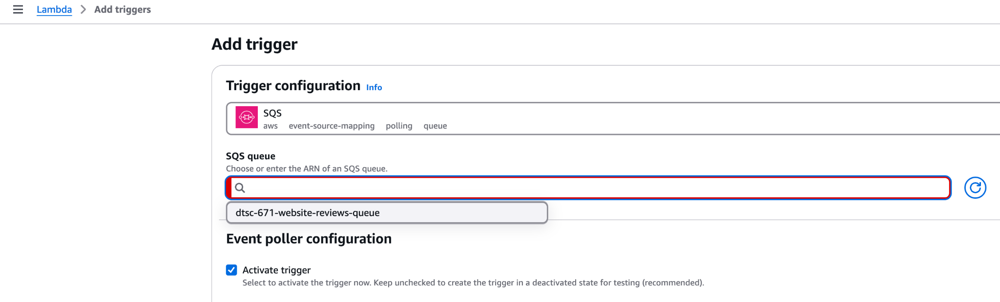 Lambda > Add triggers
Add trigger
Trigger configuration Info
SQS
aws event-source-mapping polling queue
SQS queue
Choose or enter the ARN of an SQS queue.
dtsc-671-website-reviews-queue
Event poller configuration
Activate trigger
Select to activate the trigger now. Keep unchecked to create the trigger in a deactivated state for testing (recommended).